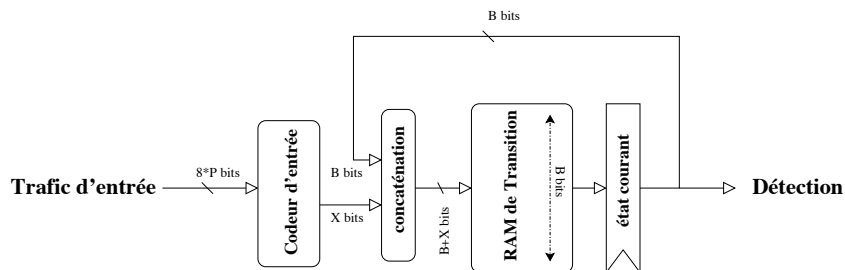 B bits
Trafic d'entrée
8*P bits
Codeur d'entrée
B bits
X bits
concaténation
B+X bits
RAM de Transition
B bits
état courant
Détection